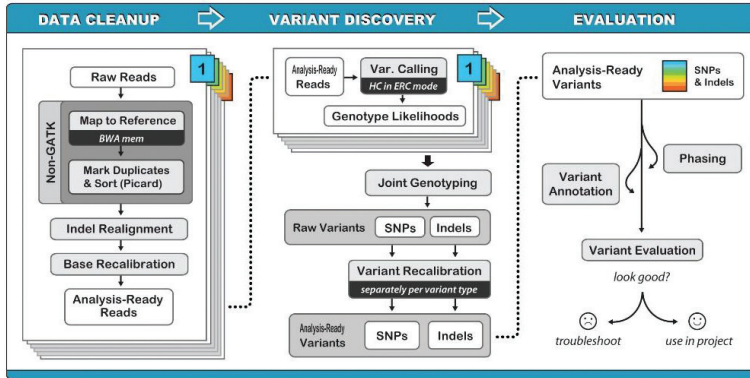 DATA CLEANUP
VARIANT DISCOVERY
EVALUATION
1
Raw Reads
Non-GATK
Map to Reference
BWA mem
Mark Duplicates
& Sort (Picard)
Indel Realignment
Base Recalibration
Analysis-Ready
Reads
1
Analysis-Ready
Reads
Var. Calling
HC in ERC mode
Genotype Likelihoods
Joint Genotyping
Raw Variants
SNPs
Indels
Variant Recalibration
separately per variant type
Analysis-Ready
Variants
SNPs
Indels
Analysis-Ready
Variants
SNPs
& Indels
Phasing
Variant
Annotation
Variant Evaluation
look good?
troubleshoot
use in project